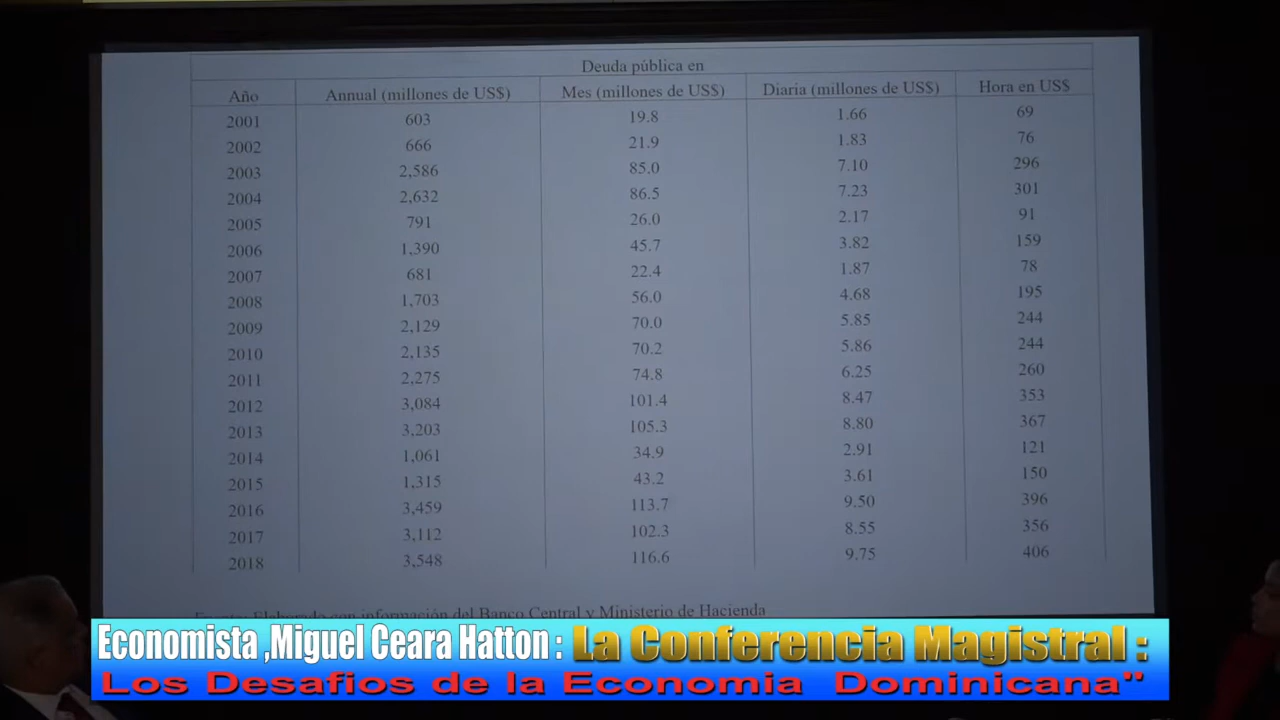 Deuda pública en
Año Annual (millones de US$) Mes (millones de US$) Diaria (millones de US$) Hora en US$
2001 603 19.8 1.66 69
2002 666 21.9 1.83 76
2003 2,586 85.0 7.10 296
2004 2,632 86.5 7.23 301
2005 791 26.0 2.17 91
2006 1,390 45.7 3.82 159
2007 681 22.4 1.87 78
2008 1,703 56.0 4.68 195
2009 2,129 70.0 5.85 244
2010 2,135 70.2 5.86 244
2011 2,275 74.8 6.25 260
2012 3,084 101.4 8.47 353
2013 3,203 105.3 8.80 367
2014 1,061 34.9 2.91 121
2015 1,315 43.2 3.61 150
2016 3,459 113.7 9.50 396
2017 3,112 102.3 8.55 356
2018 3,548 116.6 9.75 406
Fuente: Elaborado con información del Banco Central y Ministerio de Hacienda
Economista ,Miguel Ceara Hatton : La Conferencia Magistral :
Los Desafios de la Economia Dominicana"